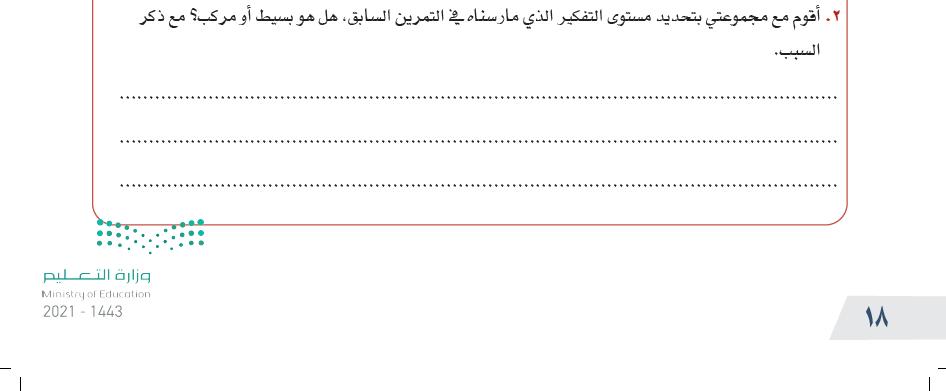 ٢. أقوم مع مجموعتي بتحديد مستوى التفكير الذي مارسناه في التمرين السابق، هل هو بسيط أو مركب؟ مع ذكر
السبب.
وزارة التعليم
Ministry of Education
2021 - 1443
١٨